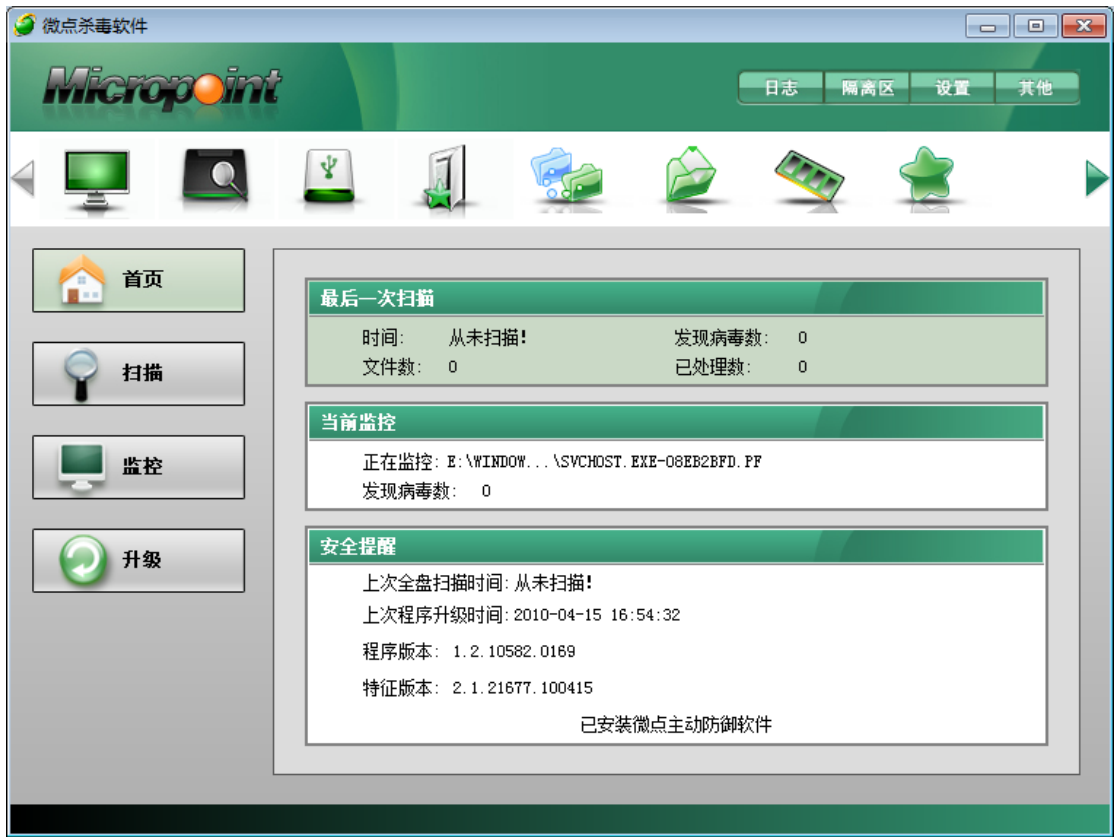 微点杀毒软件
Micropoint
日志 隔离区 设置 其他
首页
扫描
监控
升级
最后一次扫描
时间: 从未扫描! 发现病毒数: 0
文件数: 0 已处理数: 0
当前监控
正在监控: E:\WINDOW...\SVCHOST.EXE-08EB2BFD.PF
发现病毒数: 0
安全提醒
上次全盘扫描时间: 从未扫描!
上次程序升级时间: 2010-04-15 16:54:32
程序版本: 1.2.10582.0169
特征版本: 2.1.21677.100415
已安装微点主动防御软件